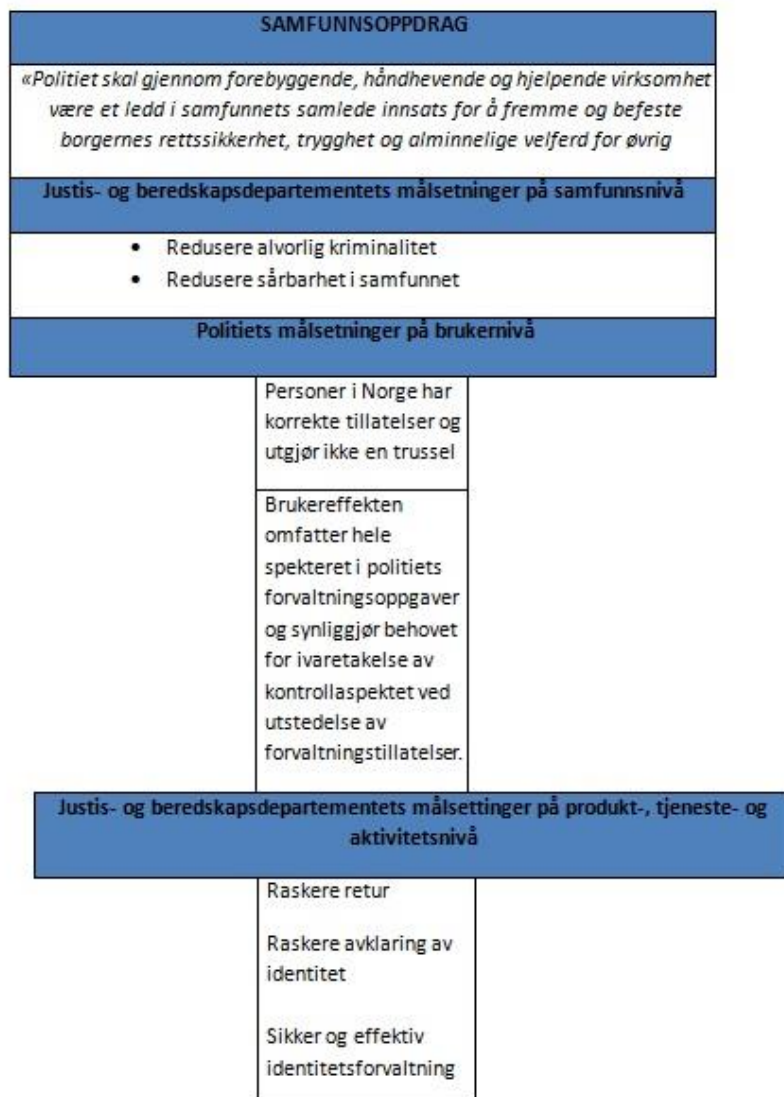 SAMFUNNSOPPDRAG
«Politiet skal gjennom forebyggende, håndhevende og hjelpende virksomhet
være et ledd i samfunnets samlede innsats for å fremme og befeste
borgernes rettssikkerhet, trygghet og alminnelige velferd for øvrig
Justis- og beredskapsdepartementets målsetninger på samfunnsnivå
• Redusere alvorlig kriminalitet
• Redusere sårbarhet i samfunnet
Politiets målsetninger på brukernivå
Personer i Norge har
korrekte tillatelser og
utgjør ikke en trussel
Brukereffekten
omfatter hele
spekteret i politiets
forvaltningsoppgaver
og synliggjør behovet
for ivaretakelse av
kontrollaspektet ved
utstedelse av
forvaltningstillatelser.
Justis- og beredskapsdepartementets målsettinger på produkt-, tjeneste- og
aktivitetsnivå
Raskere retur
Raskere avklaring av
identitet
Sikker og effektiv
identitetsforvaltning